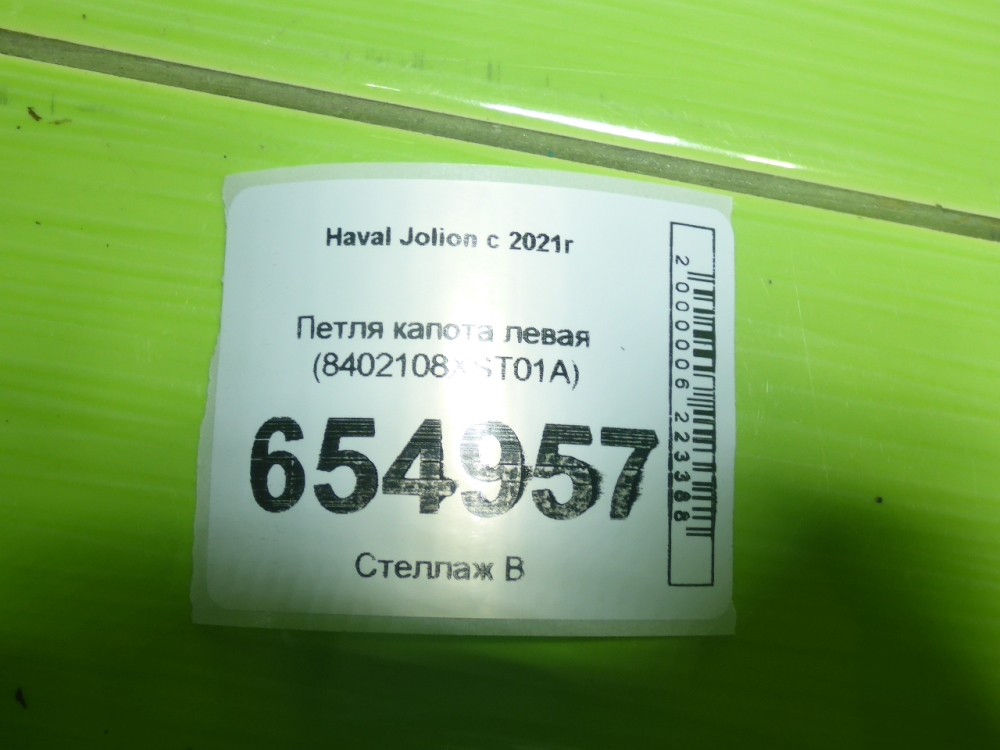 Haval Jolion с 2021г
Петля капота левая
(8402108XST01A)
654957
Стеллаж В
2000006223388